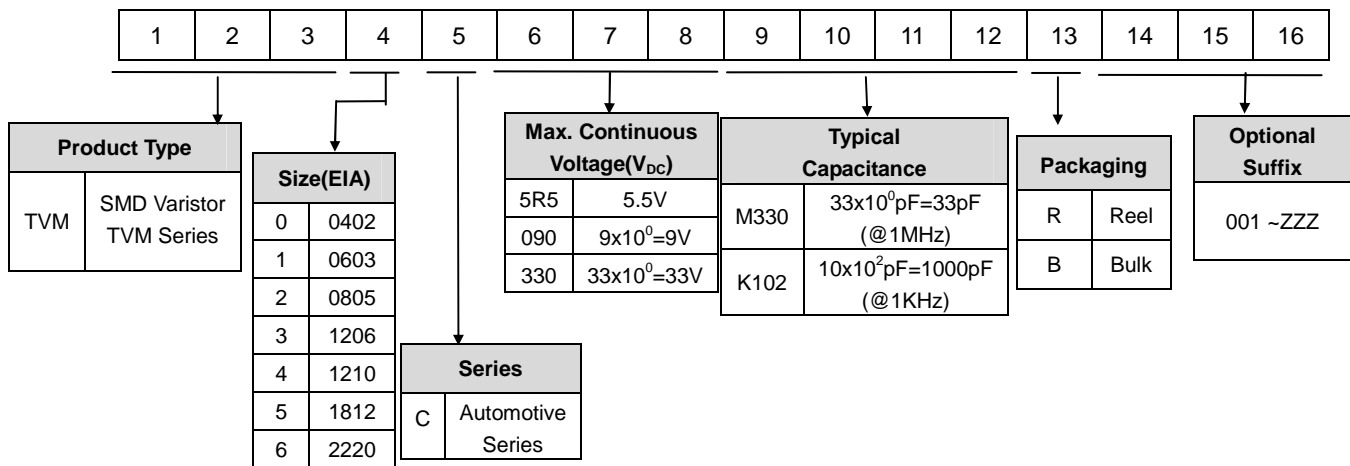 1 2 3 4 5 6 7 8 9 10 11 12 13 14 15 16
Product Type
TVM SMD Varistor
TVM Series
Size(EIA)
0 0402
1 0603
2 0805
3 1206
4 1210
5 1812
6 2220
Series
C Automotive
Series
Max. Continuous
Voltage(V_DC)
5R5 5.5V
090 9x10⁰=9V
330 33x10⁰=33V
Typical
Capacitance
M330 33x10⁰pF=33pF
(@1MHz)
K102 10x10²pF=1000pF
(@1KHz)
Packaging
R Reel
B Bulk
Optional
Suffix
001 ~ZZZ